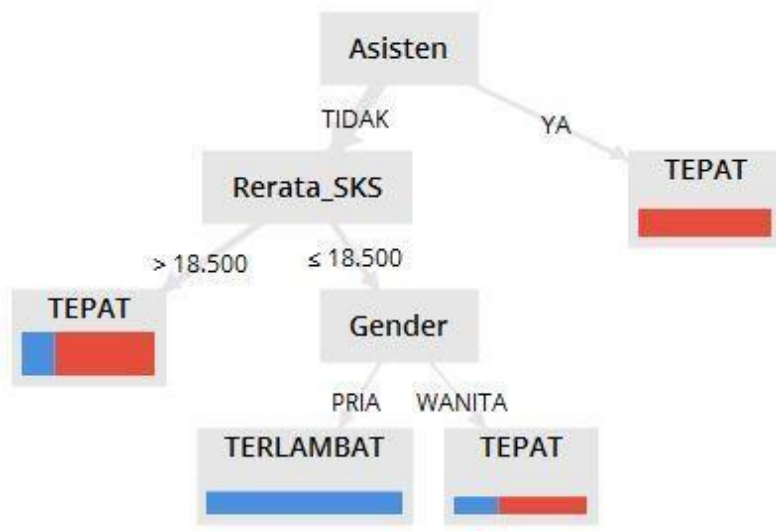 Asisten
TIDAK
YA
Rerata_SKS
TEPAT
> 18.500
≤ 18.500
TEPAT
Gender
PRIA
WANITA
TERLAMBAT
TEPAT